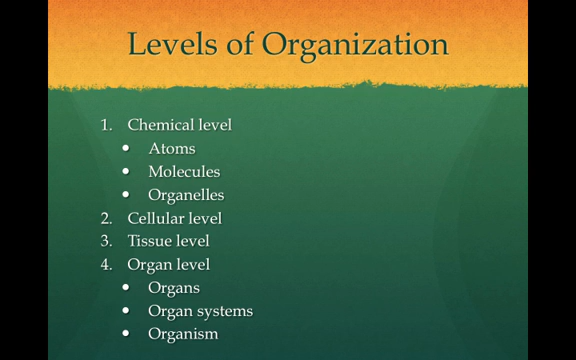 Levels of Organization
1. Chemical level
• Atoms
• Molecules
• Organelles
2. Cellular level
3. Tissue level
4. Organ level
• Organs
• Organ systems
• Organism